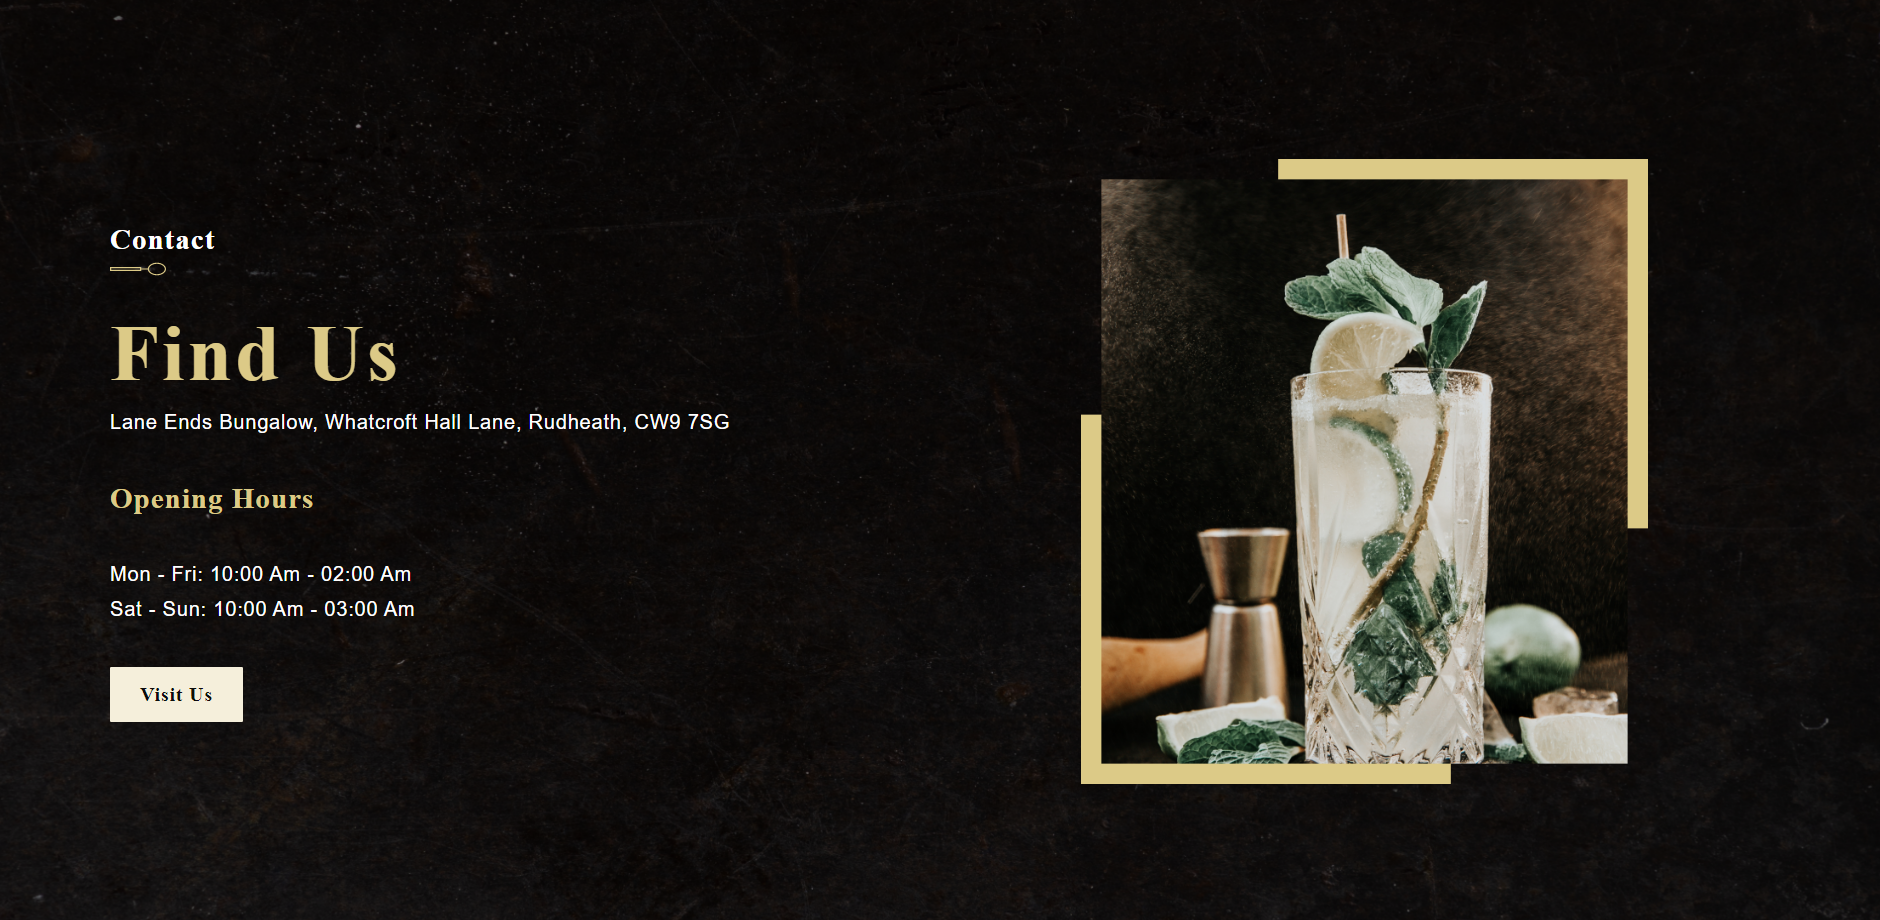 Contact
Find Us
Lane Ends Bungalow, Whatcroft Hall Lane, Rudheath, CW9 7SG
Opening Hours
Mon - Fri: 10:00 Am - 02:00 Am
Sat - Sun: 10:00 Am - 03:00 Am
Visit Us